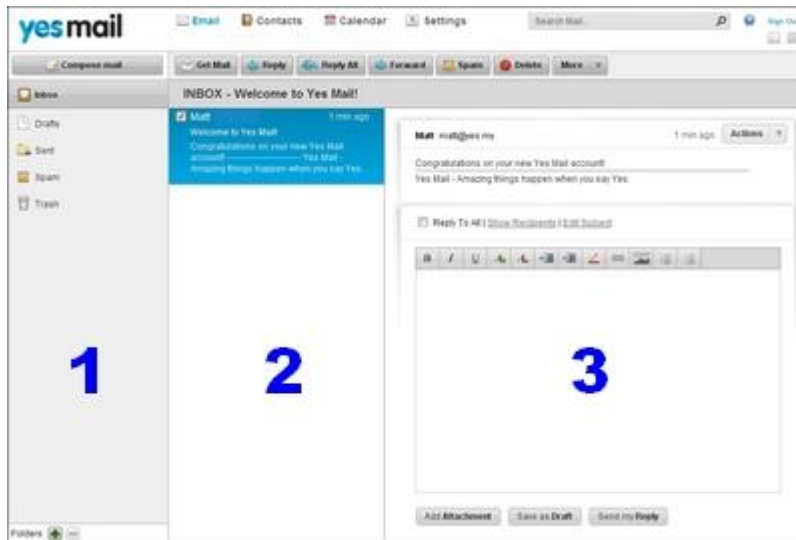 yesmail
Email Contacts Calendar Settings Search Mail...
Compose mail Get Mail Reply Reply All Forward Spam Delete More
Inbox INBOX - Welcome to Yes Mail!
Drafts
Sent
Spam
Trash
Matt 1 min ago
Welcome to Yes Mail!
Congratulations on your new Yes Mail
account! ------------------------ Yes Mail -
Amazing things happen when you say Yes.
Matt matt@yes.my 1 min ago Actions
Congratulations on your new Yes Mail account!
Yes Mail - Amazing things happen when you say Yes.
Reply To All | Show Recipients | Edit Subject
B I U
1 2 3
Add Attachment Save as Draft Send my Reply
Folders